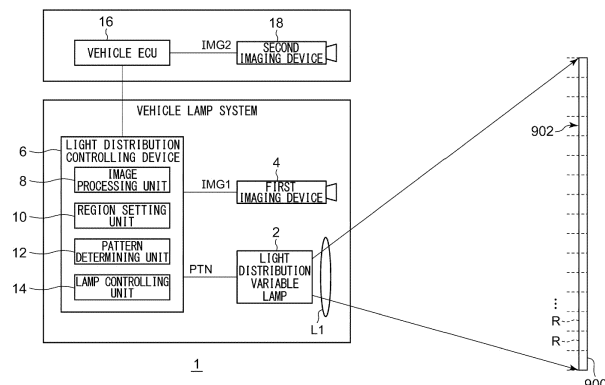 16
18
VEHICLE ECU
IMG2
SECOND
IMAGING DEVICE
VEHICLE LAMP SYSTEM
6
LIGHT DISTRIBUTION
CONTROLLING DEVICE
8
IMAGE
PROCESSING UNIT
10
REGION SETTING
UNIT
12
PATTERN
DETERMINING UNIT
14
LAMP CONTROLLING
UNIT
IMG1
4
FIRST
IMAGING DEVICE
PTN
2
LIGHT
DISTRIBUTION
VARIABLE
LAMP
L1
902
R
R
900
1